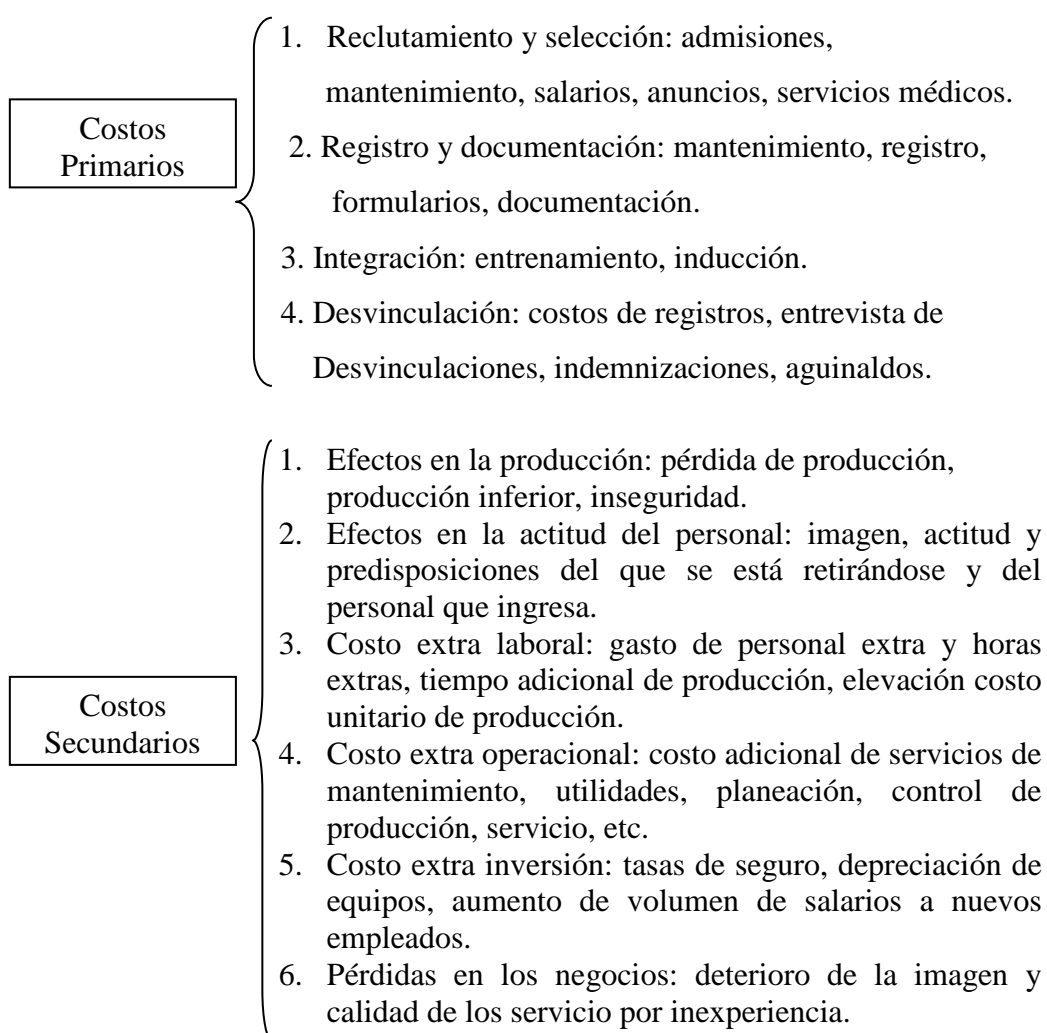 Costos
Primarios
1. Reclutamiento y selección: admisiones,
mantenimiento, salarios, anuncios, servicios médicos.
2. Registro y documentación: mantenimiento, registro,
formularios, documentación.
3. Integración: entrenamiento, inducción.
4. Desvinculación: costos de registros, entrevista de
Desvinculaciones, indemnizaciones, aguinaldos.
Costos
Secundarios
1. Efectos en la producción: pérdida de producción,
producción inferior, inseguridad.
2. Efectos en la actitud del personal: imagen, actitud y
predisposiciones del que se está retirándose y del
personal que ingresa.
3. Costo extra laboral: gasto de personal extra y horas
extras, tiempo adicional de producción, elevación costo
unitario de producción.
4. Costo extra operacional: costo adicional de servicios de
mantenimiento, utilidades, planeación, control de
producción, servicio, etc.
5. Costo extra inversión: tasas de seguro, depreciación de
equipos, aumento de volumen de salarios a nuevos
empleados.
6. Pérdidas en los negocios: deterioro de la imagen y
calidad de los servicio por inexperiencia.